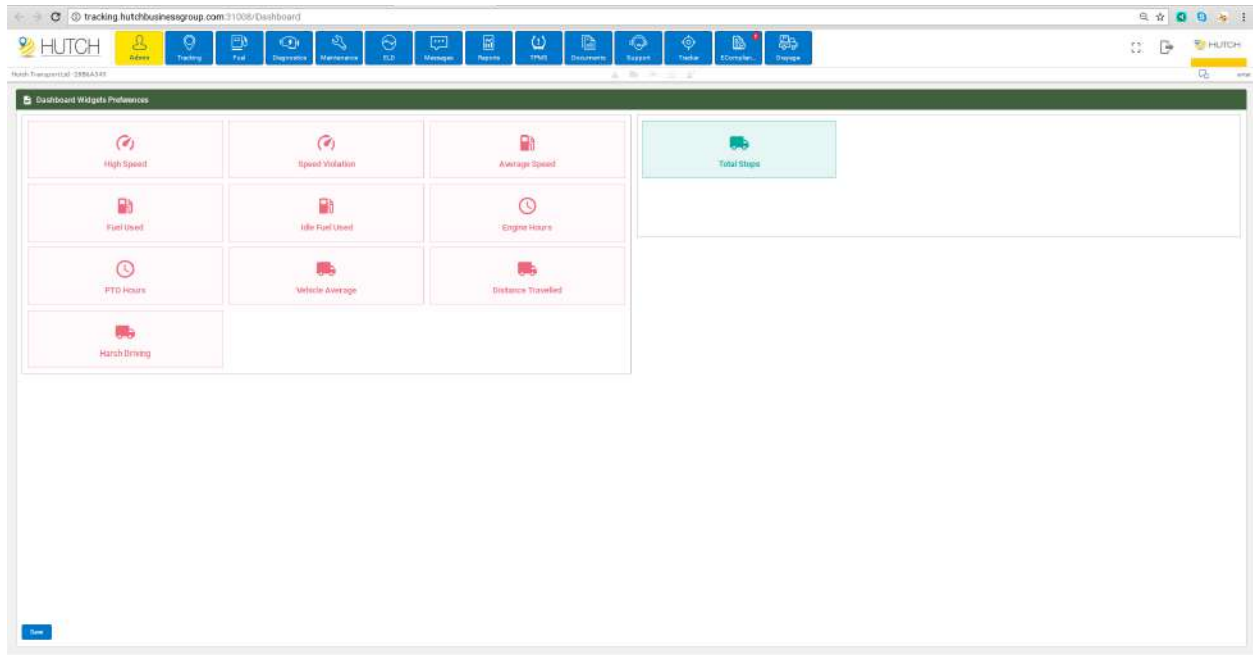 tracking.hutchbusinessgroup.com:31008/Dashboard
HUTCH
Admin
Tracking
Fuel
Diagnostics
Maintenance
ELD
Messages
Reports
TPMS
Documents
Support
Tracker
EComplian..
Drayage
HUTCH
Dashboard Widgets Preferences
High Speed
Speed Violation
Average Speed
Total Stops
Fuel Used
Idle Fuel Used
Engine Hours
PTO Hours
Vehicle Average
Distance Travelled
Harsh Driving
Save